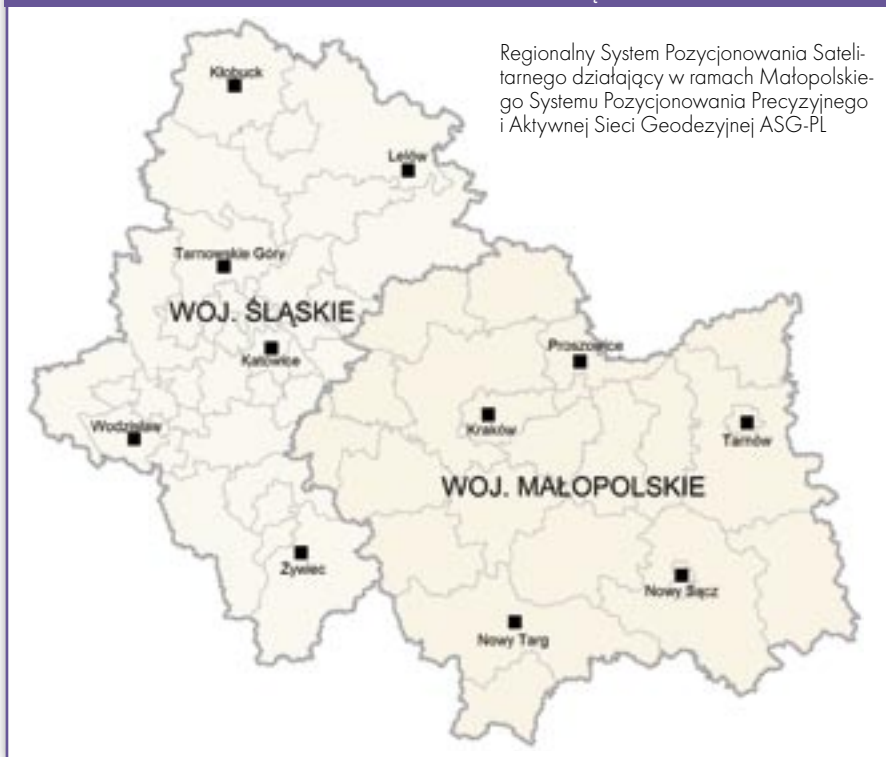 Regionalny System Pozycjonowania Sateli-
tarnego działający w ramach Małopolskie-
go Systemu Pozycjonowania Precyzyjnego
i Aktywnej Sieci Geodezyjnej ASG-PL
Kłobuck
Lelów
Tarnowskie Góry
WOJ. ŚLĄSKIE
Katowice
Proszowice
Wodzisław
Kraków
Tarnów
WOJ. MAŁOPOLSKIE
Żywiec
Nowy Sącz
Nowy Targ